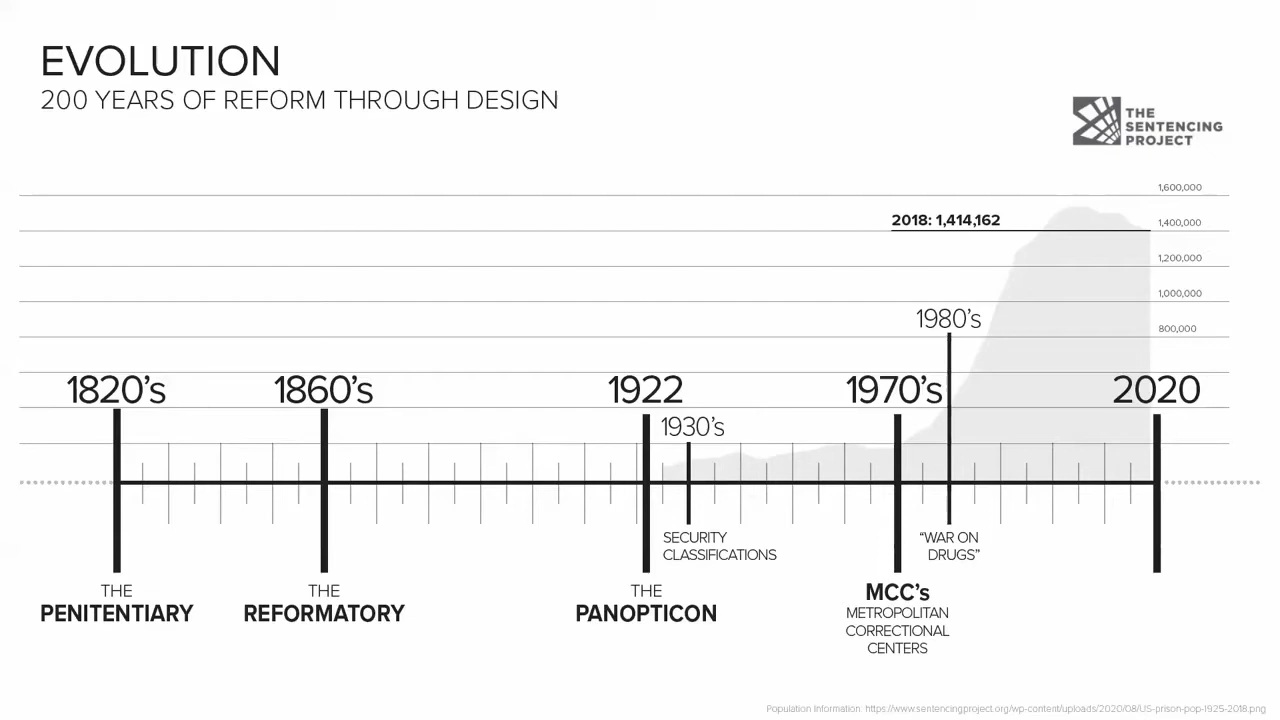 EVOLUTION
200 YEARS OF REFORM THROUGH DESIGN
THE
SENTENCING
PROJECT
1,600,000
2018: 1,414,162
1,400,000
1,200,000
1,000,000
1980’s
800,000
1820’s
1860’s
1922
1970’s
2020
1930’s
SECURITY
CLASSIFICATIONS
“WAR ON
DRUGS”
THE
PENITENTIARY
THE
REFORMATORY
THE
PANOPTICON
MCC’s
METROPOLITAN
CORRECTIONAL
CENTERS
Population Information: https://www.sentencingproject.org/wp-content/uploads/2020/08/US-prison-pop-1925-2018.png